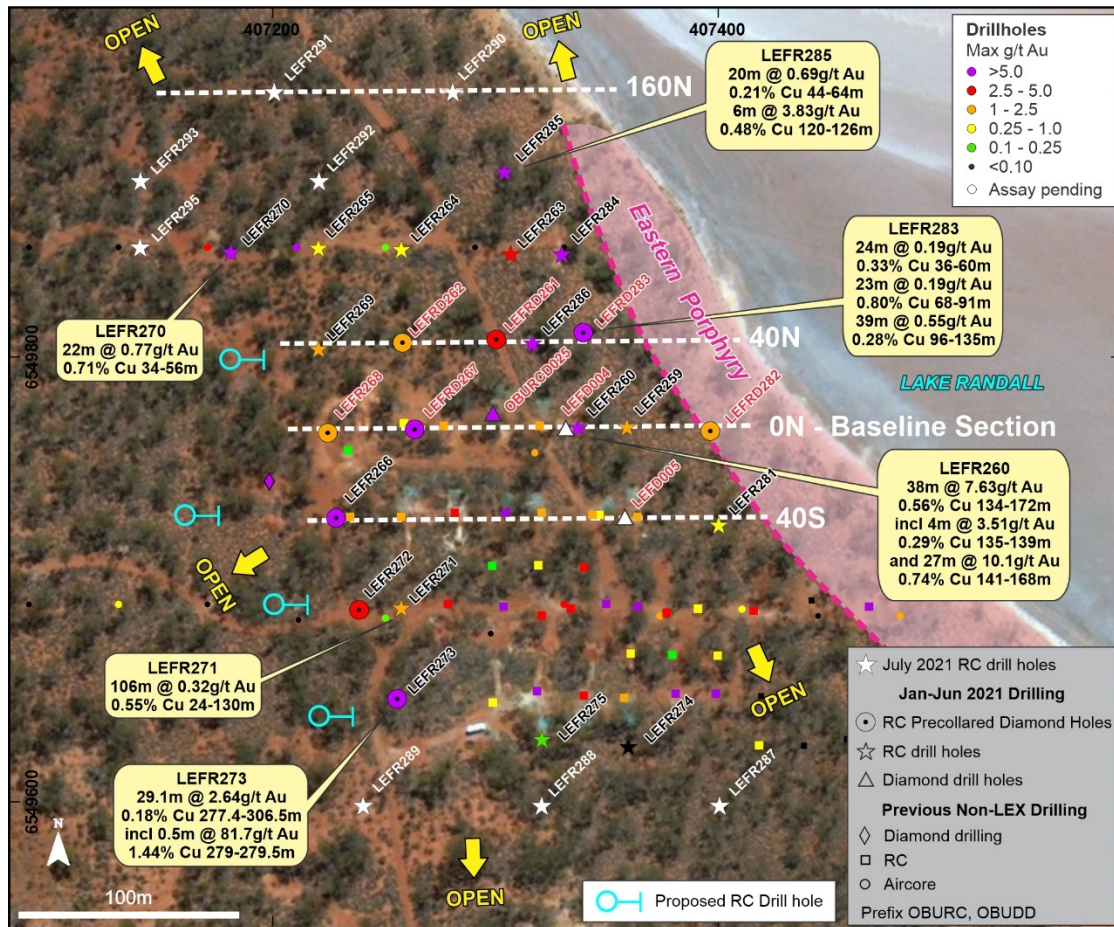 407200
407400
OPEN
OPEN
LEFR291
LEFR290
160N
LEFR285
20m @ 0.69g/t Au
0.21% Cu 44-64m
6m @ 3.83g/t Au
0.48% Cu 120-126m
Drillholes
Max g/t Au
>5.0
2.5 - 5.0
1 - 2.5
0.25 - 1.0
0.1 - 0.25
<0.10
Assay pending
LEFR293
LEFR292
LEFR285
LEFR295
LEFR270
LEFR265
LEFR264
LEFR263
LEFR284
Eastern Porphyry
LEFR283
24m @ 0.19g/t Au
0.33% Cu 36-60m
23m @ 0.19g/t Au
0.80% Cu 68-91m
39m @ 0.55g/t Au
0.28% Cu 96-135m
LEFR270
22m @ 0.77g/t Au
0.71% Cu 34-56m
6549800
LEFR269
LEFRD262
LEFRD261
LEFR286
LEFRD283
40N
LAKE RANDALL
LEFR268
LEFRD267
OBURCD025
LEFD004
LEFR260
LEFR259
LEFRD282
0N - Baseline Section
LEFR266
LEFD005
LEFR281
40S
LEFR260
38m @ 7.63g/t Au
0.56% Cu 134-172m
incl 4m @ 3.51g/t Au
0.29% Cu 135-139m
and 27m @ 10.1g/t Au
0.74% Cu 141-168m
OPEN
LEFR272
LEFR271
LEFR271
106m @ 0.32g/t Au
0.55% Cu 24-130m
LEFR273
LEFR275
LEFR274
OPEN
LEFR273
29.1m @ 2.64g/t Au
0.18% Cu 277.4-306.5m
incl 0.5m @ 81.7g/t Au
1.44% Cu 279-279.5m
6549600
LEFR289
LEFR288
LEFR287
OPEN
July 2021 RC drill holes
Jan-Jun 2021 Drilling
RC Precollared Diamond Holes
RC drill holes
Diamond drill holes
Previous Non-LEX Drilling
Diamond drilling
RC
Aircore
Prefix OBURC, OBUDD
N
100m
Proposed RC Drill hole